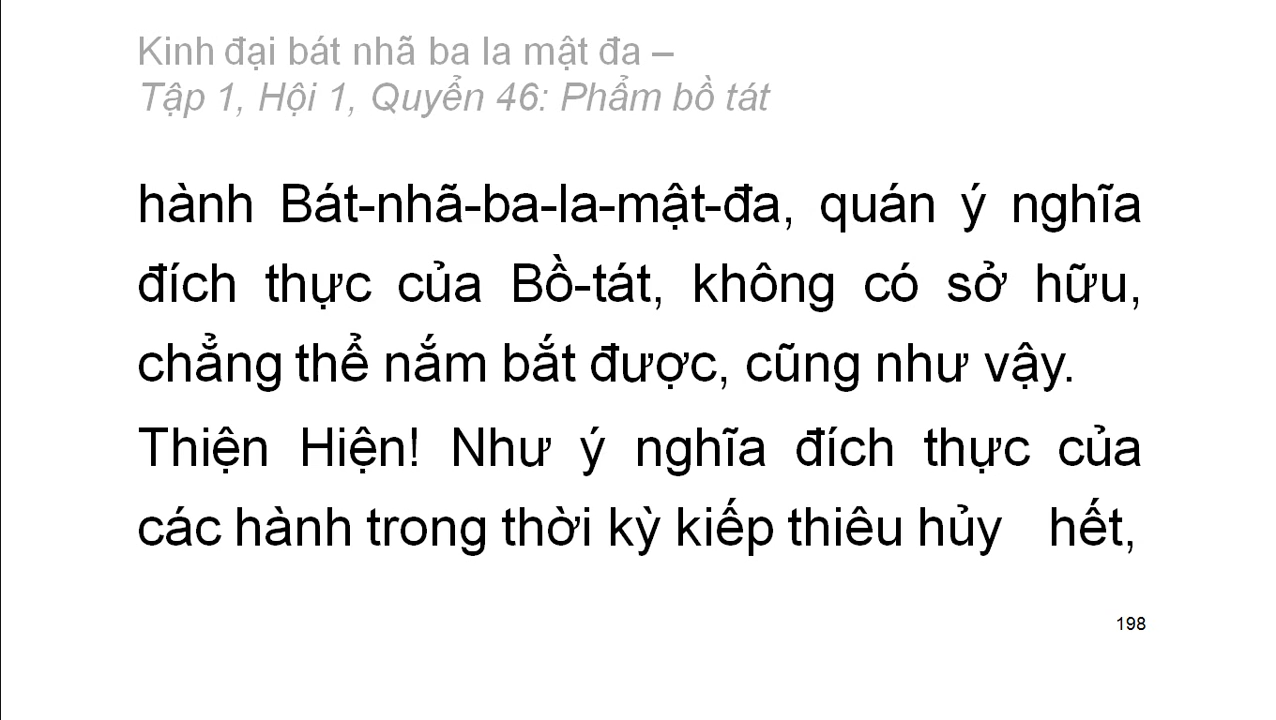 Kinh đại bát nhã ba la mật đa –
Tập 1, Hội 1, Quyển 46: Phẩm bồ tát
hành Bát-nhã-ba-la-mật-đa, quán ý nghĩa
đích thực của Bồ-tát, không có sở hữu,
chẳng thể nắm bắt được, cũng như vậy.
Thiện Hiện! Như ý nghĩa đích thực của
các hành trong thời kỳ kiếp thiêu hủy hết,
198